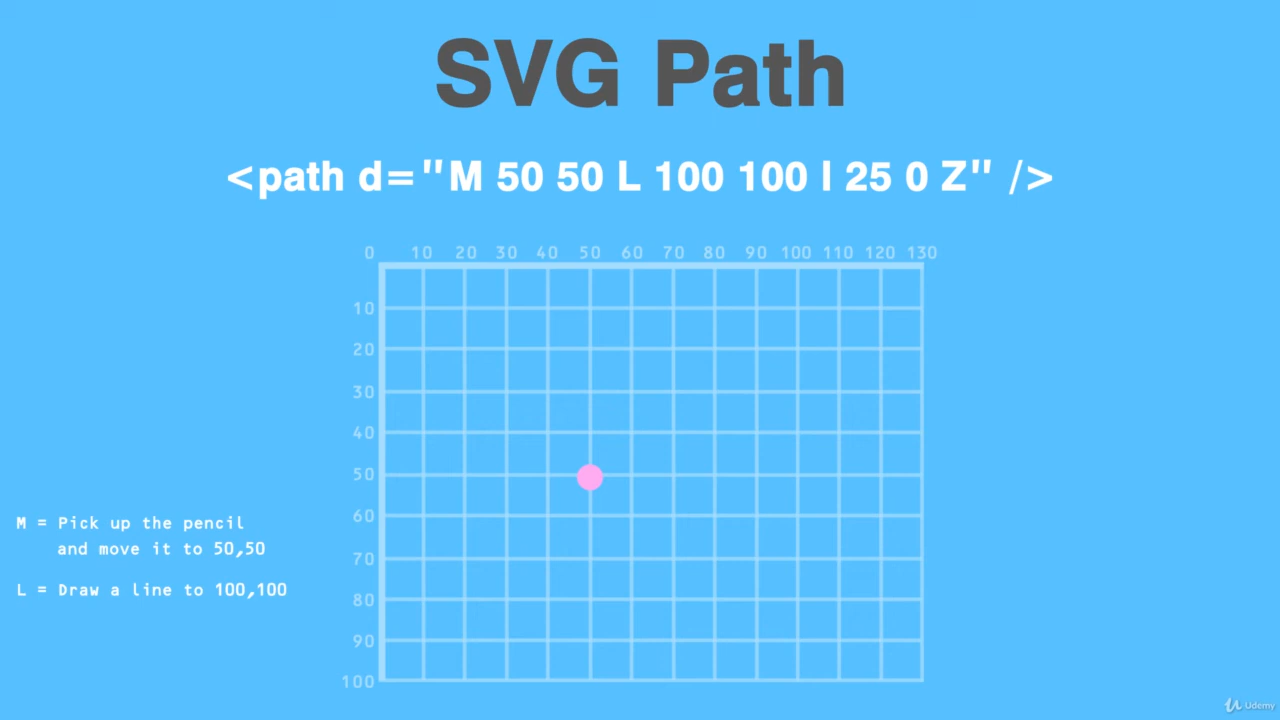 SVG Path
<path d="M 50 50 L 100 100 l 25 0 Z" />
0 10 20 30 40 50 60 70 80 90 100 110 120 130
10
20
30
40
50
60
70
80
90
100
M = Pick up the pencil
and move it to 50,50
L = Draw a line to 100,100
Udemy